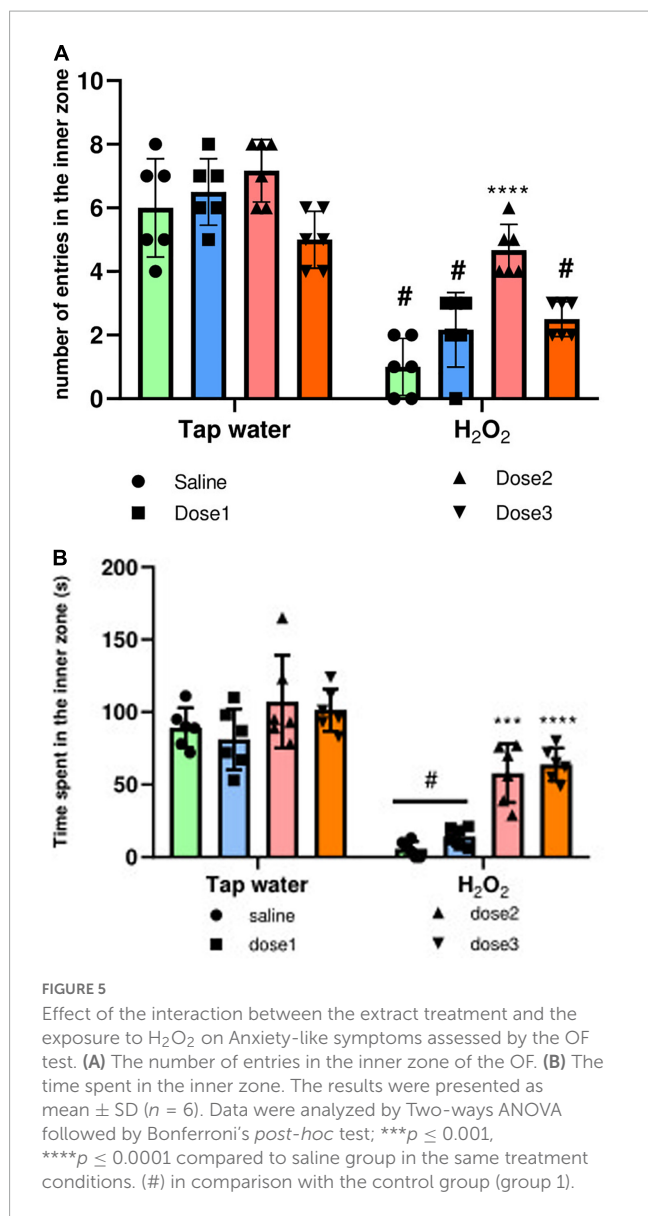 A
number of entries in the inner zone
10
8
6
4
2
0
****
#
#
#
Tap water
H₂O₂
Saline
Dose2
Dose1
Dose3
B
Time spent in the inner zone (s)
200
150
100
50
0
***
****
#
Tap water
H₂O₂
saline
dose2
dose1
dose3
FIGURE 5
Effect of the interaction between the extract treatment and the
exposure to H₂O₂ on Anxiety-like symptoms assessed by the OF
test. (A) The number of entries in the inner zone of the OF. (B) The
time spent in the inner zone. The results were presented as
mean ± SD (n = 6). Data were analyzed by Two-ways ANOVA
followed by Bonferroni's post-hoc test; ***p ≤ 0.001,
****p ≤ 0.0001 compared to saline group in the same treatment
conditions. (#) in comparison with the control group (group 1).